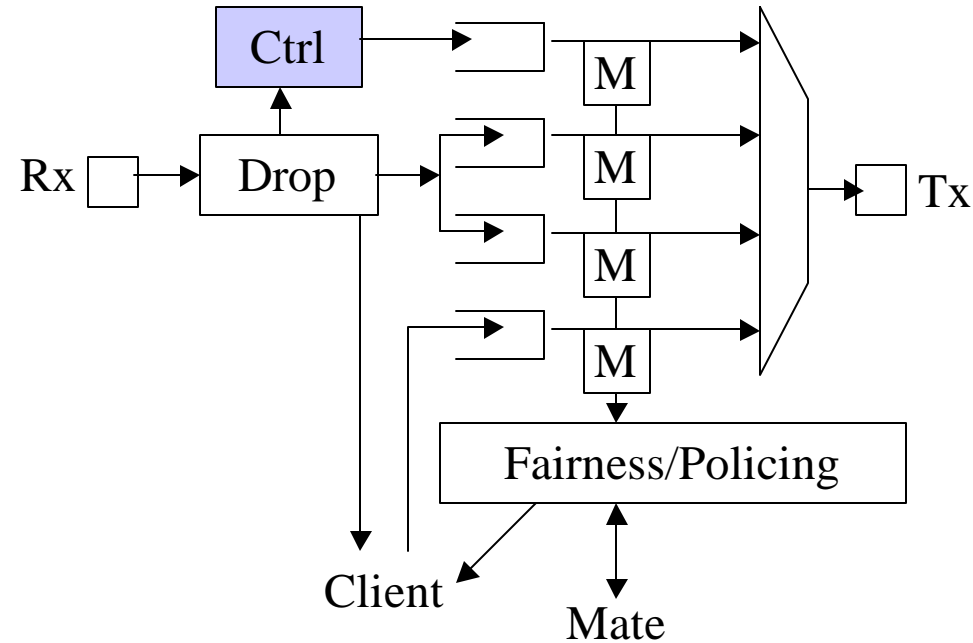 Ctrl
M
Rx
Drop
M
Tx
M
M
Fairness/Policing
Client
Mate